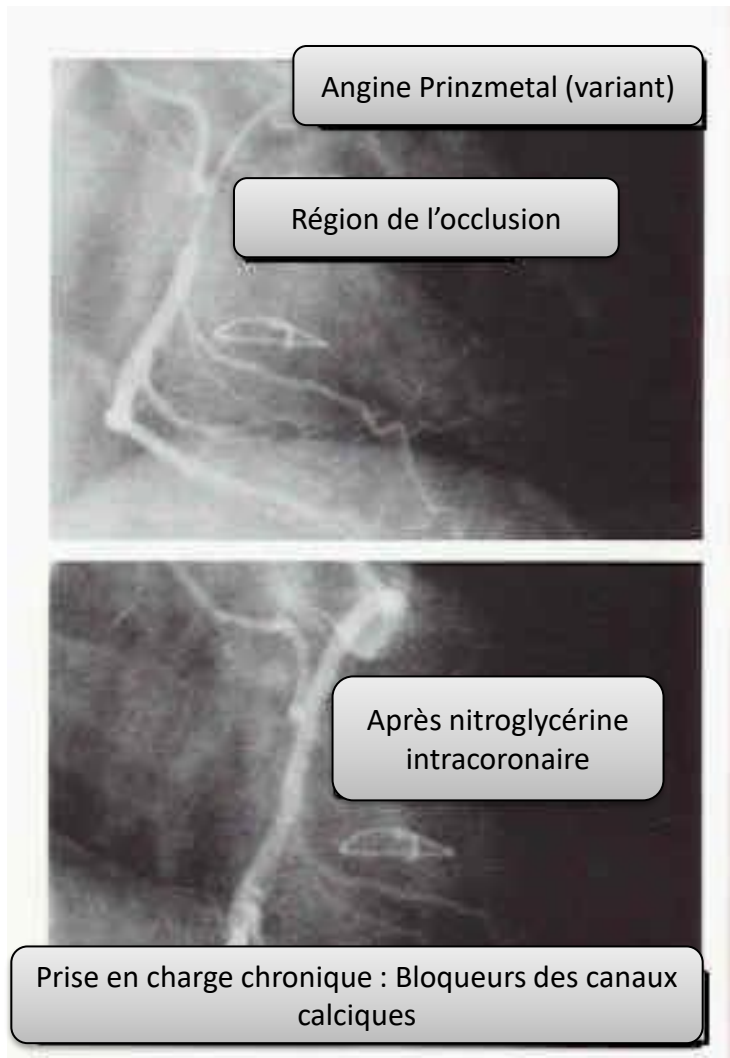 Angine Prinzmetal (variant)
Région de l’occlusion
Après nitroglycérine
intracoronaire
Prise en charge chronique : Bloqueurs des canaux
calciques